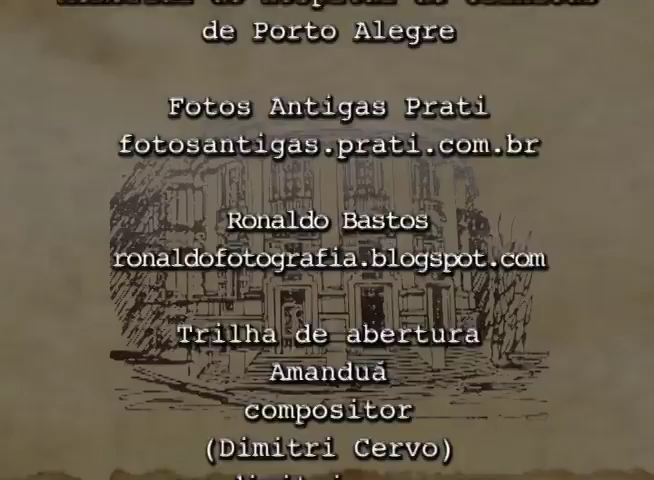 de Porto Alegre
Fotos Antigas Prati
fotosantigas.prati.com.br
Ronaldo Bastos
ronaldofotografia.blogspot.com
Trilha de abertura
Amanduá
compositor
(Dimitri Cervo)